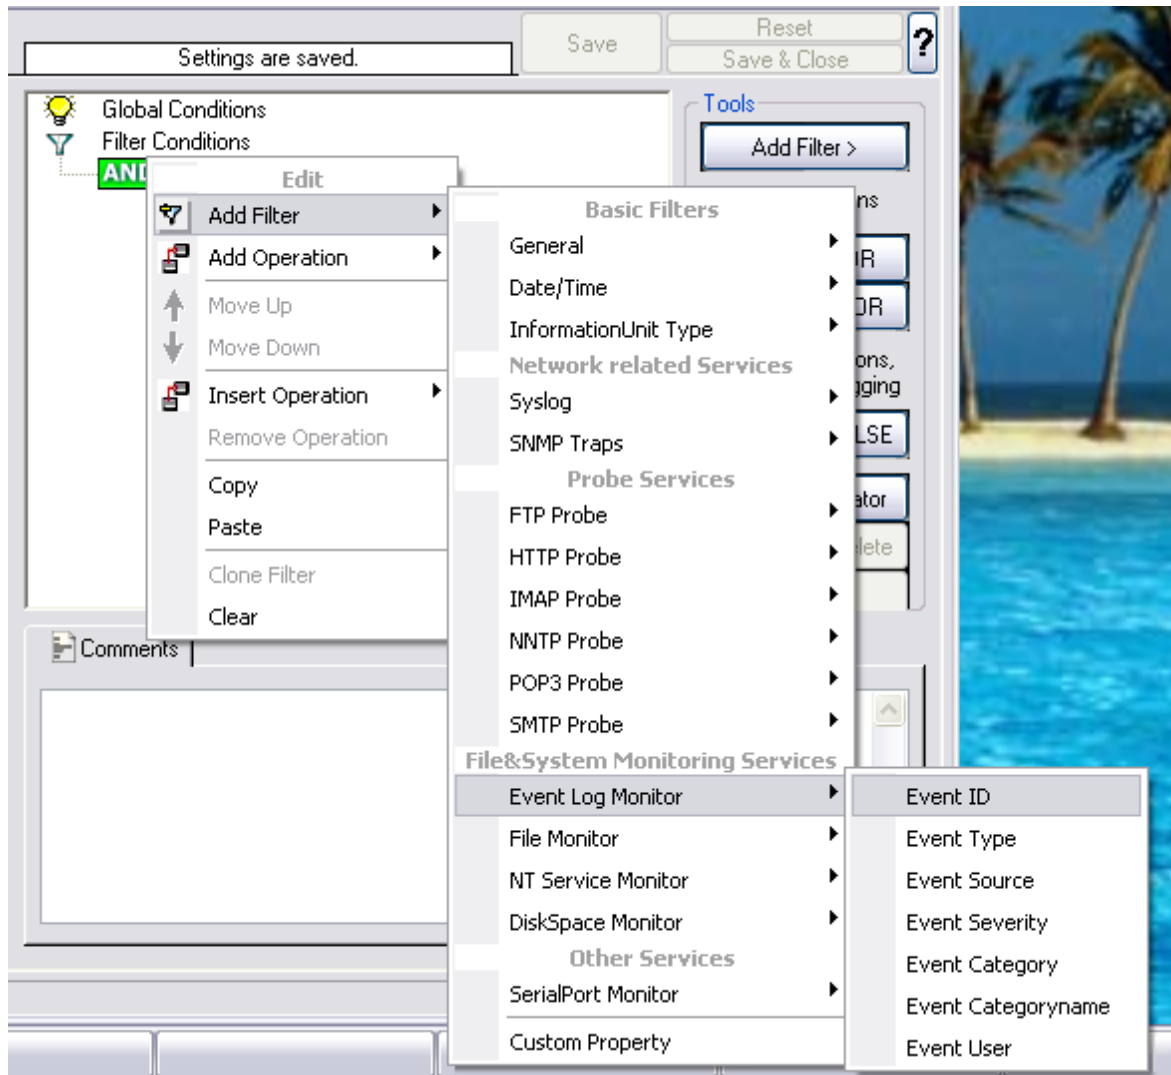 Settings are saved.
Save
Reset
Save & Close
?
Global Conditions
Filter Conditions
Tools
Add Filter >
Edit
Add Filter
Add Operation
Move Up
Move Down
Insert Operation
Remove Operation
Copy
Paste
Clone Filter
Clear
Basic Filters
General
Date/Time
InformationUnit Type
Network related Services
Syslog
SNMP Traps
Probe Services
FTP Probe
HTTP Probe
IMAP Probe
NNTP Probe
POP3 Probe
SMTP Probe
File&System Monitoring Services
Event Log Monitor
File Monitor
NT Service Monitor
DiskSpace Monitor
Other Services
SerialPort Monitor
Custom Property
Event ID
Event Type
Event Source
Event Severity
Event Category
Event Categoryname
Event User
Comments